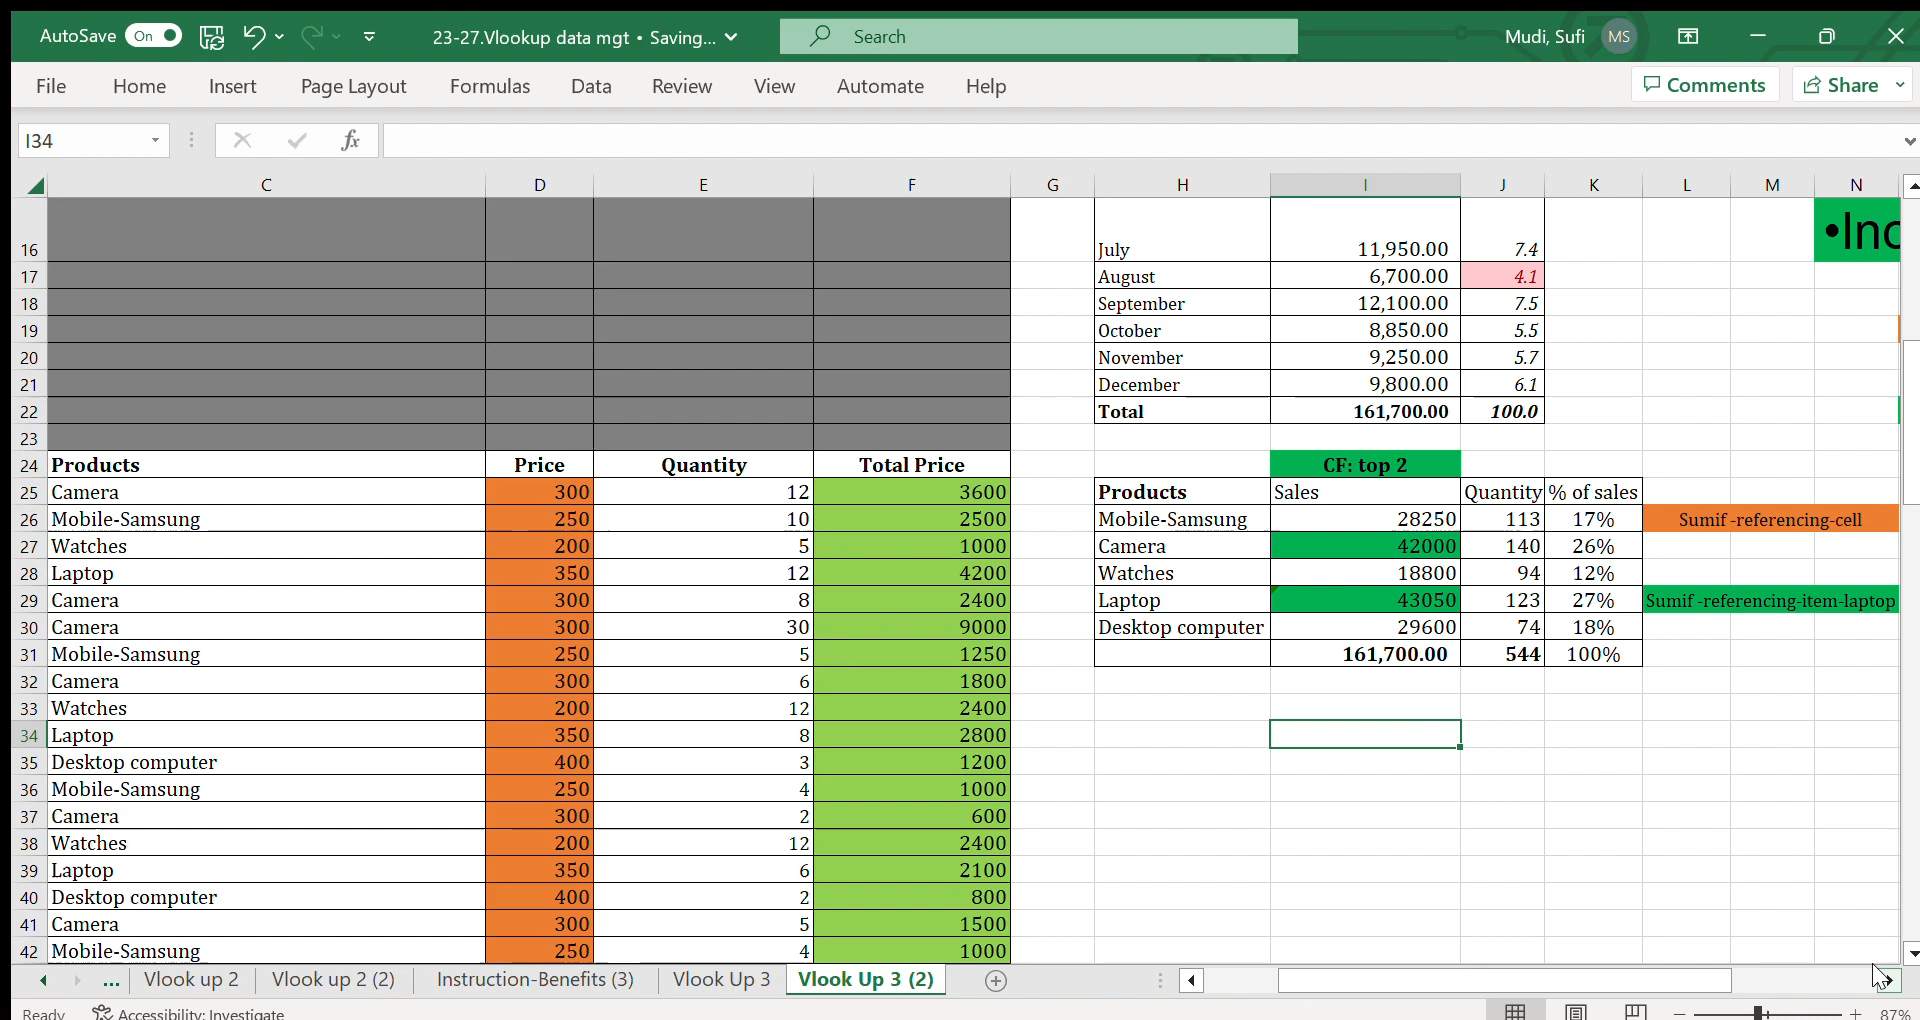 AutoSave On 23-27.Vlookup data mgt • Saving... Search Mudi, Sufi MS
File Home Insert Page Layout Formulas Data Review View Automate Help Comments Share
I34 fx
C D E F G H I J K L M N
16 July 11,950.00 7.4 •Inc
17 August 6,700.00 4.1
18 September 12,100.00 7.5
19 October 8,850.00 5.5
20 November 9,250.00 5.7
21 December 9,800.00 6.1
22 Total 161,700.00 100.0
23
24 Products Price Quantity Total Price CF: top 2
25 Camera 300 12 3600 Products Sales Quantity % of sales
26 Mobile-Samsung 250 10 2500 Mobile-Samsung 28250 113 17% Sumif -referencing-cell
27 Watches 200 5 1000 Camera 42000 140 26%
28 Laptop 350 12 4200 Watches 18800 94 12%
29 Camera 300 8 2400 Laptop 43050 123 27% Sumif -referencing-item-laptop
30 Camera 300 30 9000 Desktop computer 29600 74 18%
31 Mobile-Samsung 250 5 1250 161,700.00 544 100%
32 Camera 300 6 1800
33 Watches 200 12 2400
34 Laptop 350 8 2800
35 Desktop computer 400 3 1200
36 Mobile-Samsung 250 4 1000
37 Camera 300 2 600
38 Watches 200 12 2400
39 Laptop 350 6 2100
40 Desktop computer 400 2 800
41 Camera 300 5 1500
42 Mobile-Samsung 250 4 1000
... Vlook up 2 Vlook up 2 (2) Instruction-Benefits (3) Vlook Up 3 Vlook Up 3 (2)
Ready Accessibility: Investigate 87%